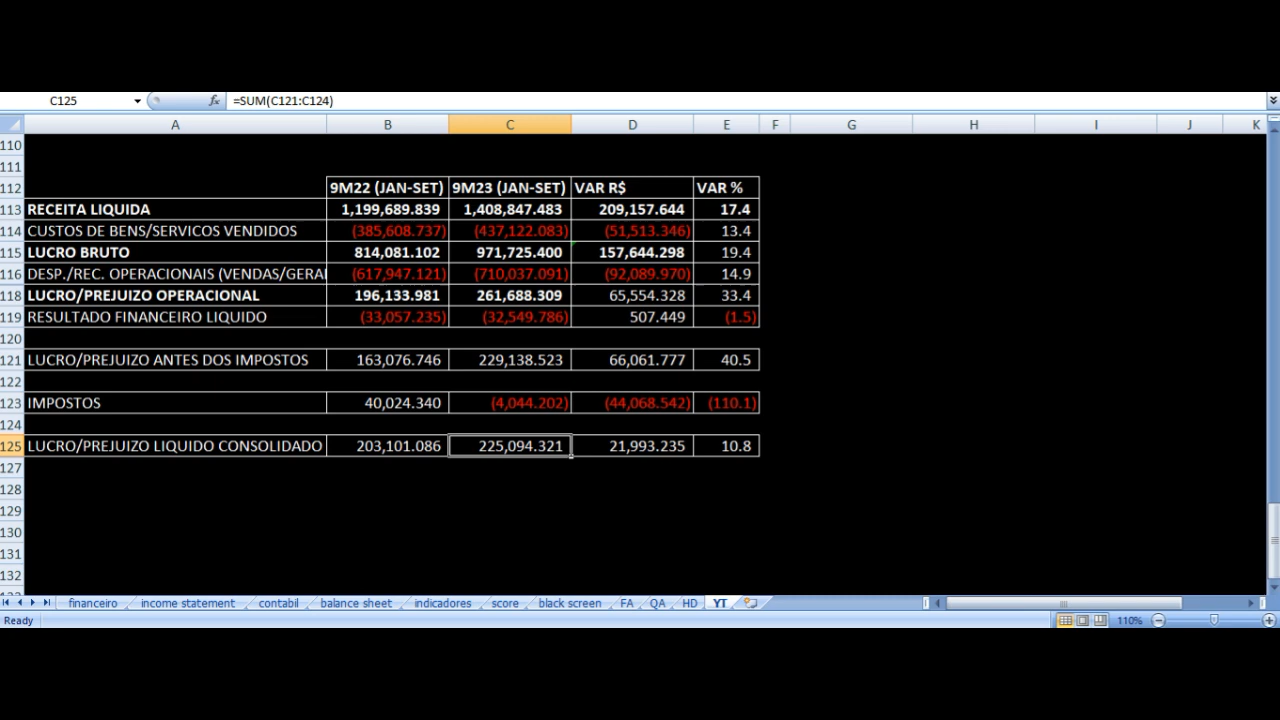 C125 fx =SUM(C121:C124)
A B C D E F G H I J K
110
111
112 9M22 (JAN-SET) 9M23 (JAN-SET) VAR R$ VAR %
113 RECEITA LIQUIDA 1,199,689.839 1,408,847.483 209,157.644 17.4
114 CUSTOS DE BENS/SERVICOS VENDIDOS (385,608.737) (437,122.083) (51,513.346) 13.4
115 LUCRO BRUTO 814,081.102 971,725.400 157,644.298 19.4
116 DESP./REC. OPERACIONAIS (VENDAS/GERAI (617,947.121) (710,037.091) (92,089.970) 14.9
118 LUCRO/PREJUIZO OPERACIONAL 196,133.981 261,688.309 65,554.328 33.4
119 RESULTADO FINANCEIRO LIQUIDO (33,057.235) (32,549.786) 507.449 (1.5)
120
121 LUCRO/PREJUIZO ANTES DOS IMPOSTOS 163,076.746 229,138.523 66,061.777 40.5
122
123 IMPOSTOS 40,024.340 (4,044.202) (44,068.542) (110.1)
124
125 LUCRO/PREJUIZO LIQUIDO CONSOLIDADO 203,101.086 225,094.321 21,993.235 10.8
127
128
129
130
131
132
financeiro income statement contabil balance sheet indicadores score black screen FA QA HD YT
Ready 110%